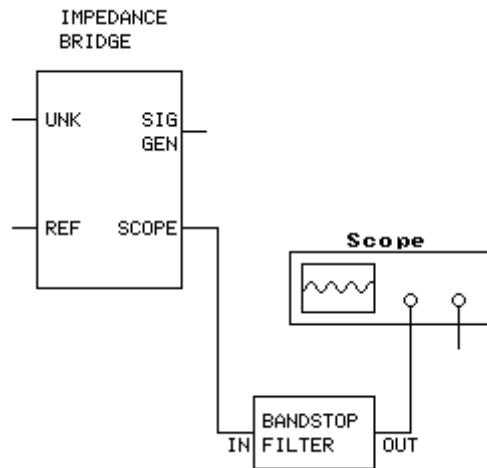 IMPEDANCE
BRIDGE
UNK
SIG
GEN
REF
SCOPE
Scope
BANDSTOP
FILTER
IN
OUT